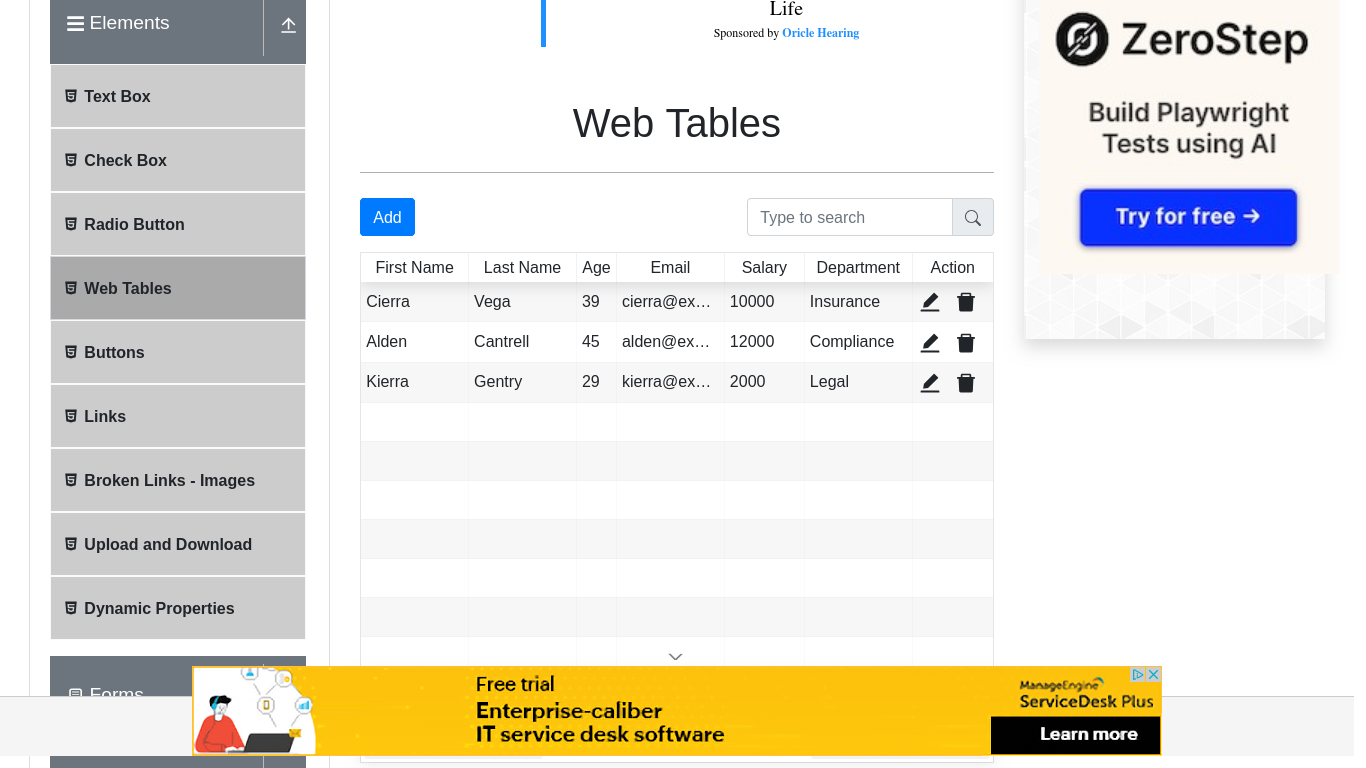 Elements
Text Box
Check Box
Radio Button
Web Tables
Buttons
Links
Broken Links - Images
Upload and Download
Dynamic Properties
Forms
Life
Sponsored by Oricle Hearing
Web Tables
Add
Type to search
First Name Last Name Age Email Salary Department Action
Cierra Vega 39 cierra@ex… 10000 Insurance
Alden Cantrell 45 alden@ex… 12000 Compliance
Kierra Gentry 29 kierra@ex… 2000 Legal
ZeroStep
Build Playwright
Tests using AI
Try for free →
Free trial
Enterprise-caliber
IT service desk software
ManageEngine
ServiceDesk Plus
Learn more